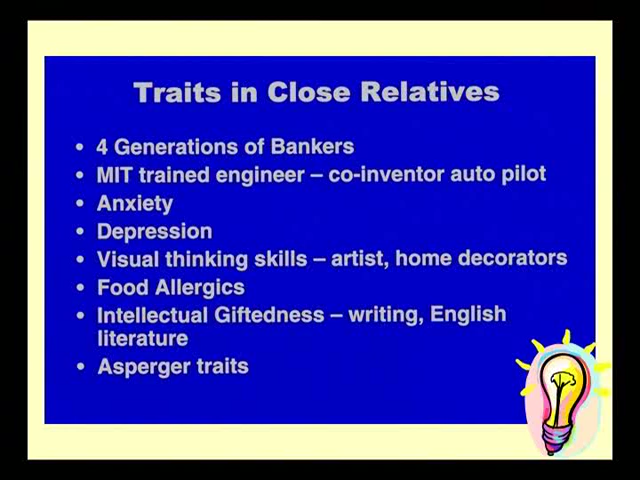 Traits in Close Relatives
• 4 Generations of Bankers
• MIT trained engineer – co-inventor auto pilot
• Anxiety
• Depression
• Visual thinking skills – artist, home decorators
• Food Allergics
• Intellectual Giftedness – writing, English
literature
• Asperger traits